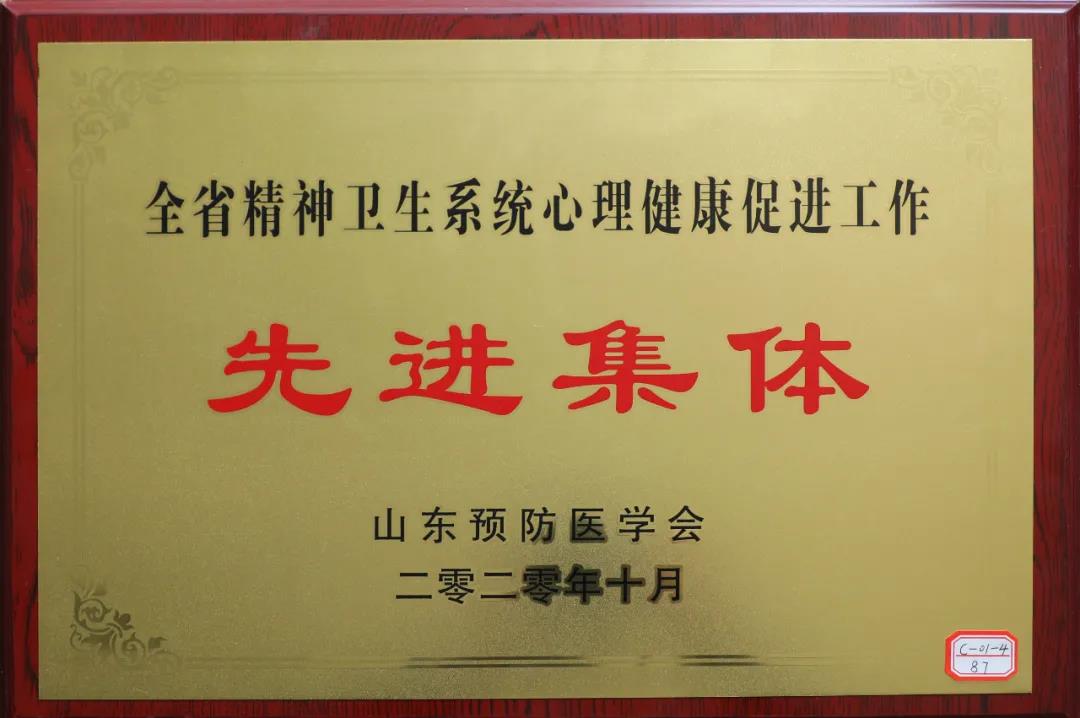 全省精神卫生系统心理健康促进工作
先进集体
山东预防医学会
二零二零年十月
C-01-4
87